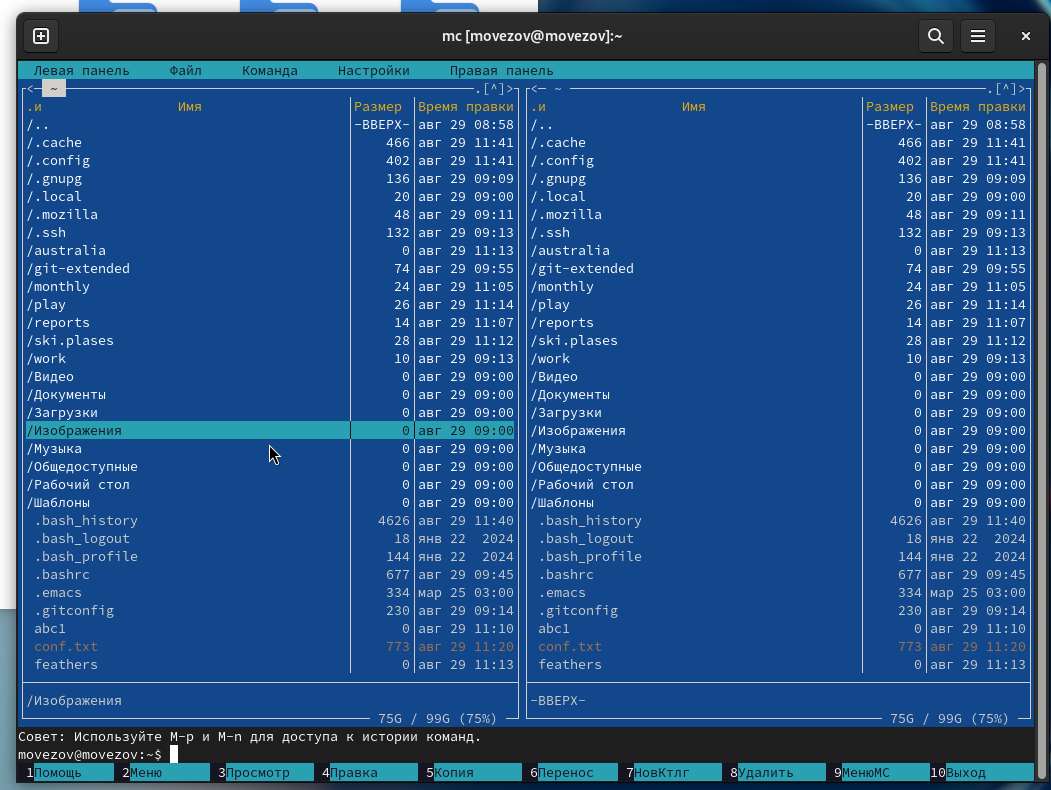 mc [movezov@movezov]:~
Левая панель Файл Команда Настройки Правая панель
<─ ~ .[^]> <─ ~ .[^]>
.и Имя Размер Время правки .и Имя Размер Время правки
/.. -ВВЕРХ- авг 29 08:58 /.. -ВВЕРХ- авг 29 08:58
/.cache 466 авг 29 11:41 /.cache 466 авг 29 11:41
/.config 402 авг 29 11:41 /.config 402 авг 29 11:41
/.gnupg 136 авг 29 09:09 /.gnupg 136 авг 29 09:09
/.local 20 авг 29 09:00 /.local 20 авг 29 09:00
/.mozilla 48 авг 29 09:11 /.mozilla 48 авг 29 09:11
/.ssh 132 авг 29 09:13 /.ssh 132 авг 29 09:13
/australia 0 авг 29 11:13 /australia 0 авг 29 11:13
/git-extended 74 авг 29 09:55 /git-extended 74 авг 29 09:55
/monthly 24 авг 29 11:05 /monthly 24 авг 29 11:05
/play 26 авг 29 11:14 /play 26 авг 29 11:14
/reports 14 авг 29 11:07 /reports 14 авг 29 11:07
/ski.plases 28 авг 29 11:12 /ski.plases 28 авг 29 11:12
/work 10 авг 29 09:13 /work 10 авг 29 09:13
/Видео 0 авг 29 09:00 /Видео 0 авг 29 09:00
/Документы 0 авг 29 09:00 /Документы 0 авг 29 09:00
/Загрузки 0 авг 29 09:00 /Загрузки 0 авг 29 09:00
/Изображения 0 авг 29 09:00 /Изображения 0 авг 29 09:00
/Музыка 0 авг 29 09:00 /Музыка 0 авг 29 09:00
/Общедоступные 0 авг 29 09:00 /Общедоступные 0 авг 29 09:00
/Рабочий стол 0 авг 29 09:00 /Рабочий стол 0 авг 29 09:00
/Шаблоны 0 авг 29 09:00 /Шаблоны 0 авг 29 09:00
.bash_history 4626 авг 29 11:40 .bash_history 4626 авг 29 11:40
.bash_logout 18 янв 22 2024 .bash_logout 18 янв 22 2024
.bash_profile 144 янв 22 2024 .bash_profile 144 янв 22 2024
.bashrc 677 авг 29 09:45 .bashrc 677 авг 29 09:45
.emacs 334 мар 25 03:00 .emacs 334 мар 25 03:00
.gitconfig 230 авг 29 09:14 .gitconfig 230 авг 29 09:14
abc1 0 авг 29 11:10 abc1 0 авг 29 11:10
conf.txt 773 авг 29 11:20 conf.txt 773 авг 29 11:20
feathers 0 авг 29 11:13 feathers 0 авг 29 11:13
/Изображения -ВВЕРХ-
75G / 99G (75%) 75G / 99G (75%)
Совет: Используйте M-p и M-n для доступа к истории команд.
movezov@movezov:~$
1Помощь 2Меню 3Просмотр 4Правка 5Копия 6Перенос 7НовКтлг 8Удалить 9МенюMC 10Выход